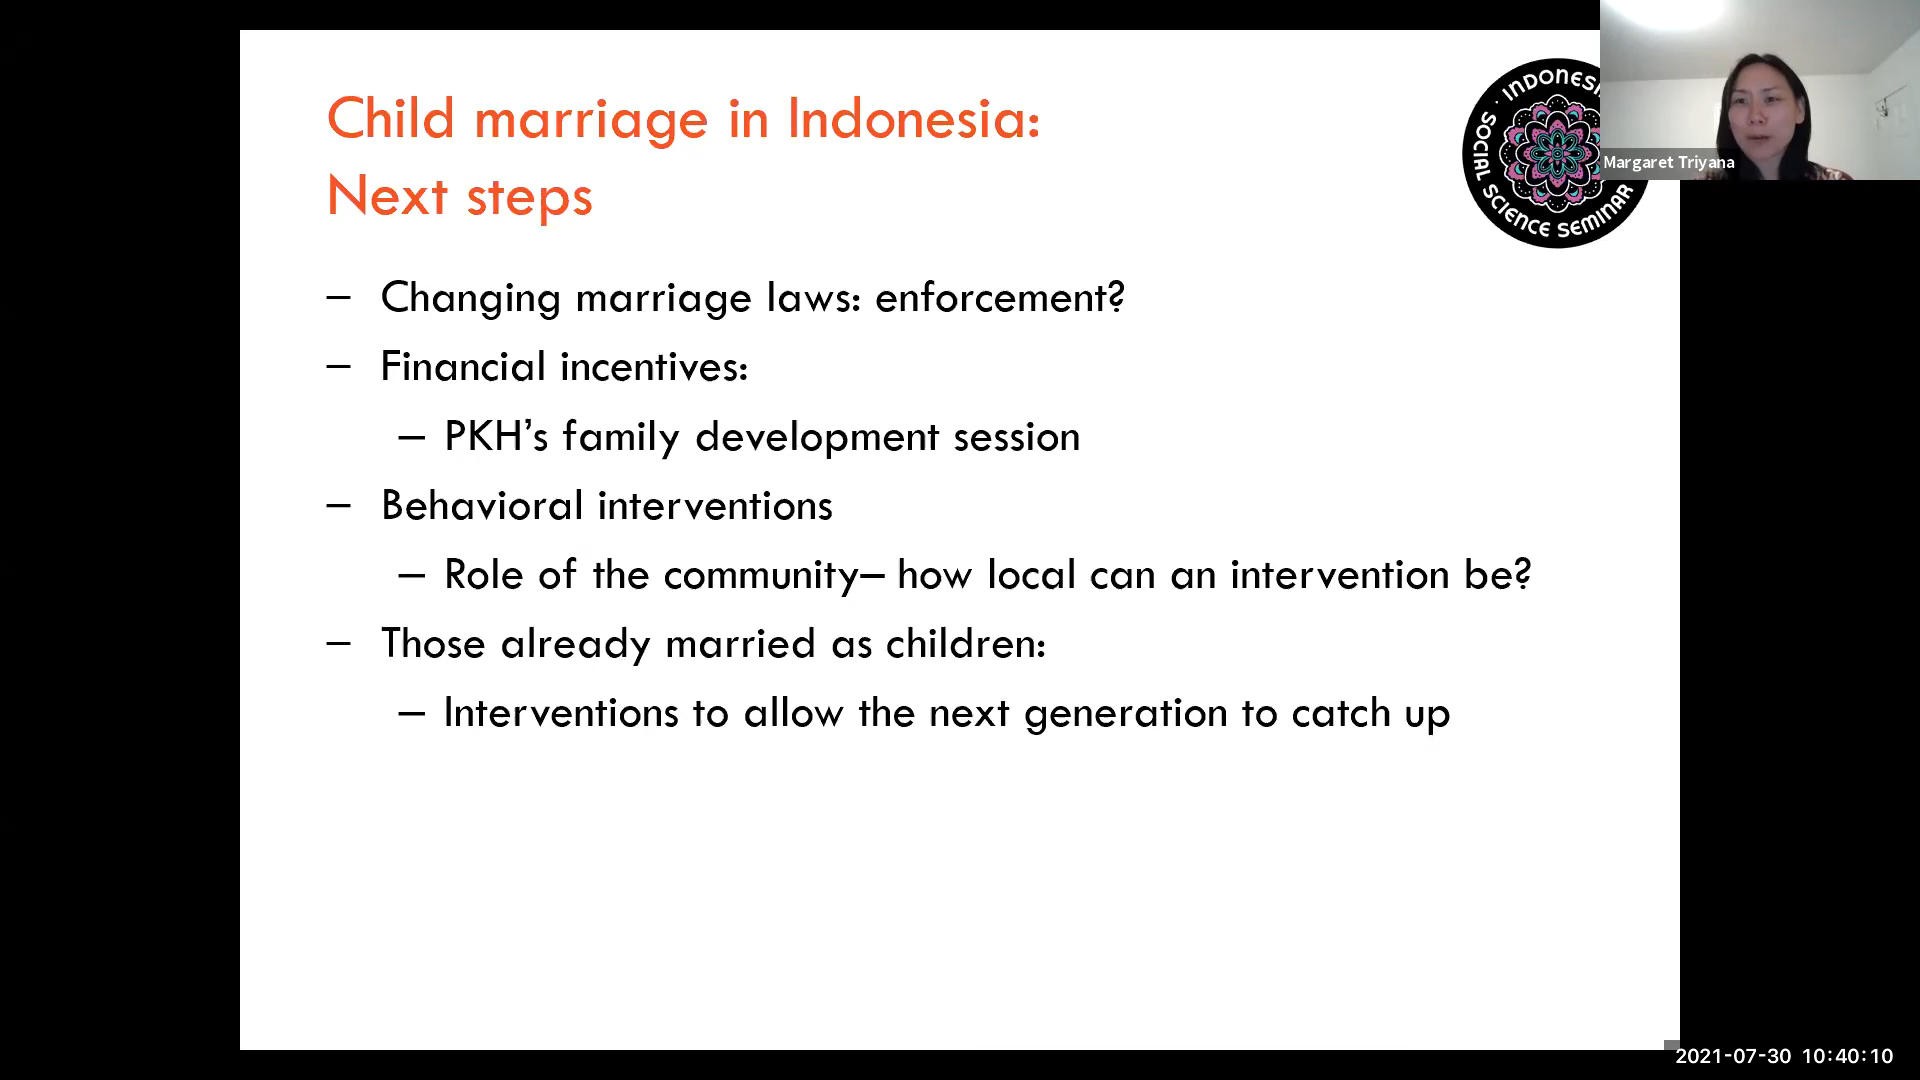 Child marriage in Indonesia:
Next steps
INDONESI
SOCIAL SCIENCE SEMINAR
Margaret Triyana
– Changing marriage laws: enforcement?
– Financial incentives:
– PKH’s family development session
– Behavioral interventions
– Role of the community– how local can an intervention be?
– Those already married as children:
– Interventions to allow the next generation to catch up
2021-07-30 10:40:10